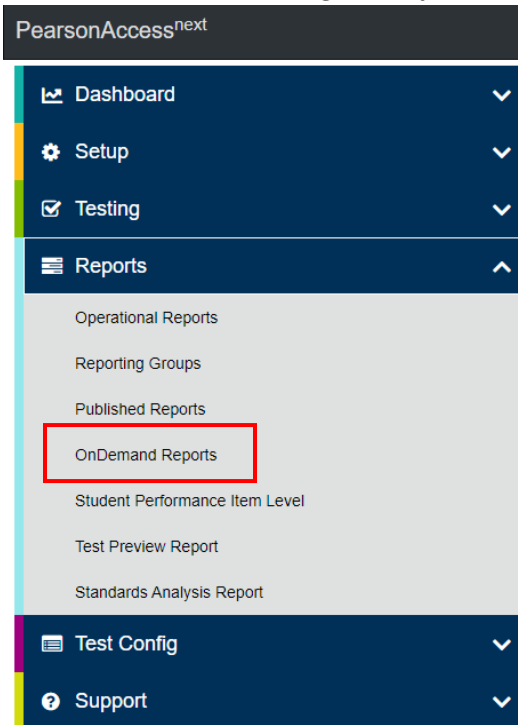 PearsonAccessnext
Dashboard
Setup
Testing
Reports
Operational Reports
Reporting Groups
Published Reports
OnDemand Reports
Student Performance Item Level
Test Preview Report
Standards Analysis Report
Test Config
Support